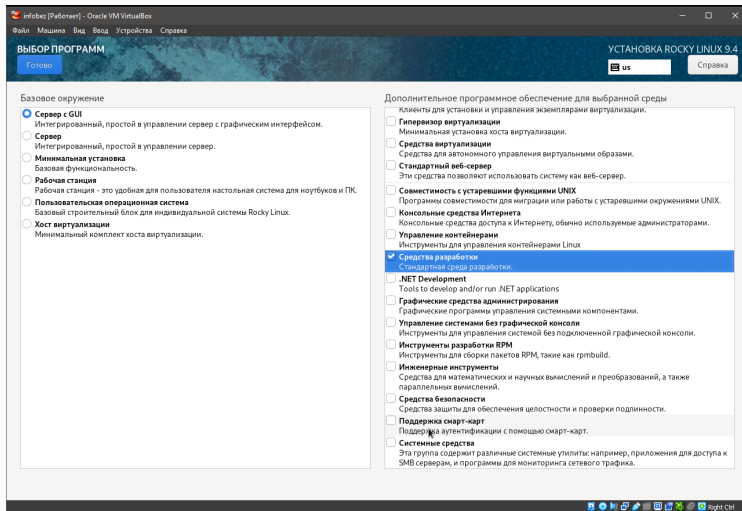 infobez [Работает] - Oracle VM VirtualBox
Файл Машина Вид Ввод Устройства Справка
ВЫБОР ПРОГРАММ
УСТАНОВКА ROCKY LINUX 9.4
Готово
us
Справка
Базовое окружение
Сервер с GUI
Интегрированный, простой в управлении сервер с графическим интерфейсом.
Сервер
Интегрированный, простой в управлении сервер.
Минимальная установка
Базовая функциональность.
Рабочая станция
Рабочая станция - это удобная для пользователя настольная система для ноутбуков и ПК.
Пользовательская операционная система
Базовый строительный блок для индивидуальной системы Rocky Linux.
Хост виртуализации
Минимальный комплект хоста виртуализации.
Дополнительное программное обеспечение для выбранной среды
Клиенты для установки и управления экземплярами виртуализации.
Гипервизор виртуализации
Минимальная установка хоста виртуализации.
Средства виртуализации
Средства для автономного управления виртуальными образами.
Стандартный веб-сервер
Эти средства позволяют использовать систему как веб-сервер.
Совместимость с устаревшими функциями UNIX
Программы совместимости для миграции или работы с устаревшими окружениями UNIX.
Консольные средства Интернета
Консольные средства доступа к Интернету, обычно используемые администраторами.
Управление контейнерами
Инструменты для управления контейнерами Linux
Средства разработки
Стандартная среда разработки.
.NET Development
Tools to develop and/or run .NET applications
Графические средства администрирования
Графические программы управления системными компонентами.
Управление системами без графической консоли
Инструменты для управления системой без подключенной графической консоли.
Инструменты разработки RPM
Инструменты для сборки пакетов RPM, такие как rpmbuild.
Инженерные инструменты
Средства для математических и научных вычислений и преобразований, а также
параллельных вычислений.
Средства безопасности
Средства защиты для обеспечения целостности и проверки подлинности.
Поддержка смарт-карт
Поддержка аутентификации с помощью смарт-карт.
Системные средства
Эта группа содержит различные системные утилиты: например, приложения для доступа к
SMB серверам, и программы для мониторинга сетевого трафика.
Right Ctrl